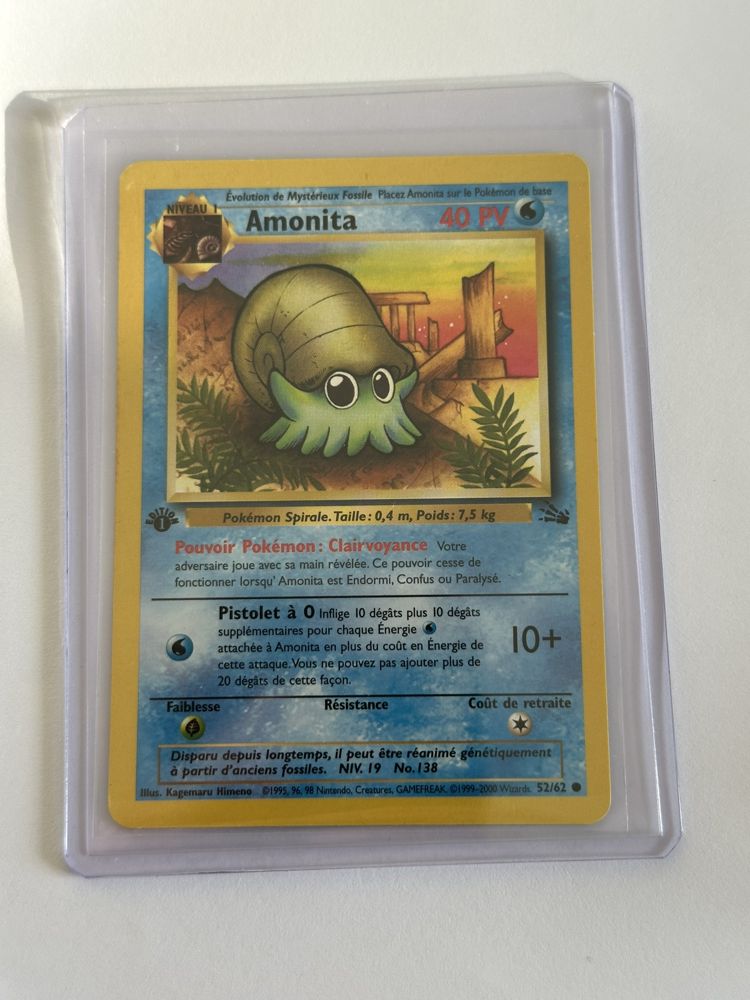 Évolution de Mystérieux Fossile Placez Amonita sur le Pokémon de base
NIVEAU 1
Amonita
40 PV
Pokémon Spirale. Taille : 0,4 m, Poids : 7,5 kg
EDITION
1
Pouvoir Pokémon : Clairvoyance Votre
adversaire joue avec sa main révélée. Ce pouvoir cesse de
fonctionner lorsqu' Amonita est Endormi, Confus ou Paralysé.
Pistolet à O Inflige 10 dégâts plus 10 dégâts
supplémentaires pour chaque Énergie
attachée à Amonita en plus du coût en Énergie de
cette attaque. Vous ne pouvez pas ajouter plus de
20 dégâts de cette façon.
10+
Faiblesse Résistance Coût de retraite
Disparu depuis longtemps, il peut être réanimé génétiquement
à partir d'anciens fossiles. NIV. 19 No. 138
Illus. Kagemaru Himeno ©1995, 96, 98 Nintendo, Creatures, GAMEFREAK. ©1999-2000 Wizards. 52/62